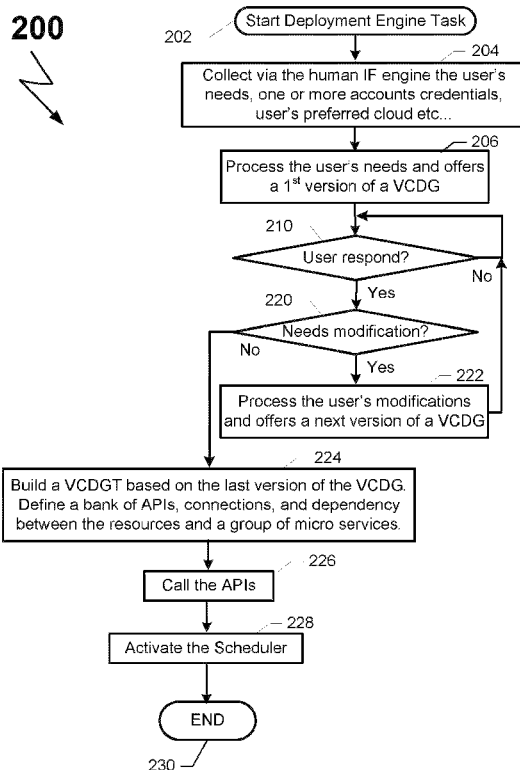 200
202
Start Deployment Engine Task
204
Collect via the human IF engine the user's
needs, one or more accounts credentials,
user's preferred cloud etc...
206
Process the user's needs and offers
a 1st version of a VCDG
210
User respond?
No
Yes
220
Needs modification?
No
Yes
222
Process the user's modifications
and offers a next version of a VCDG
224
Build a VCDGT based on the last version of the VCDG.
Define a bank of APIs, connections, and dependency
between the resources and a group of micro services.
226
Call the APIs
228
Activate the Scheduler
END
230